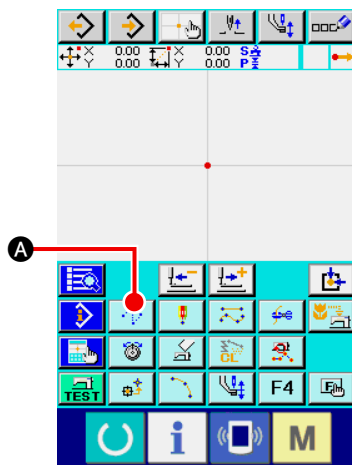 X 0.00 X 0.00 S
Y 0.00 Y 0.00 P
A
CL
TEST F4 F
i M